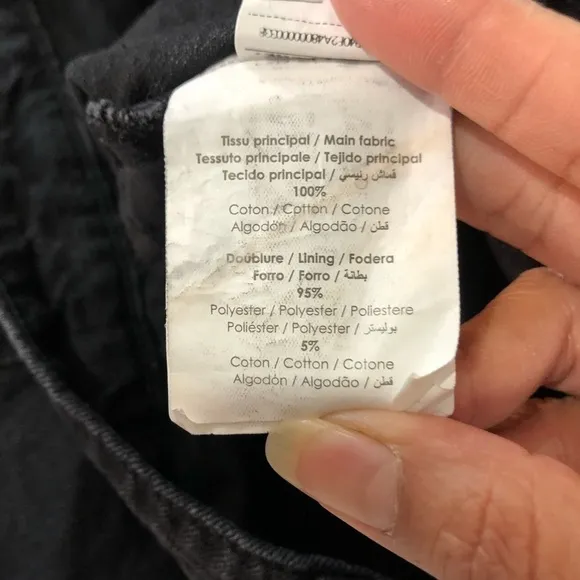 Tissu principal / Main fabric
Tessuto principale / Tejido principal
Tecido principal / قماش رئيسي
100%
Coton / Cotton / Cotone
Algodón / Algodão / قطن
Doublure / Lining / Fodera
Forro / Forro / بطانة
95%
Polyester / Polyester / Poliestere
Poliéster / Polyester / بوليستر
5%
Coton / Cotton / Cotone
Algodón / Algodão / قطن